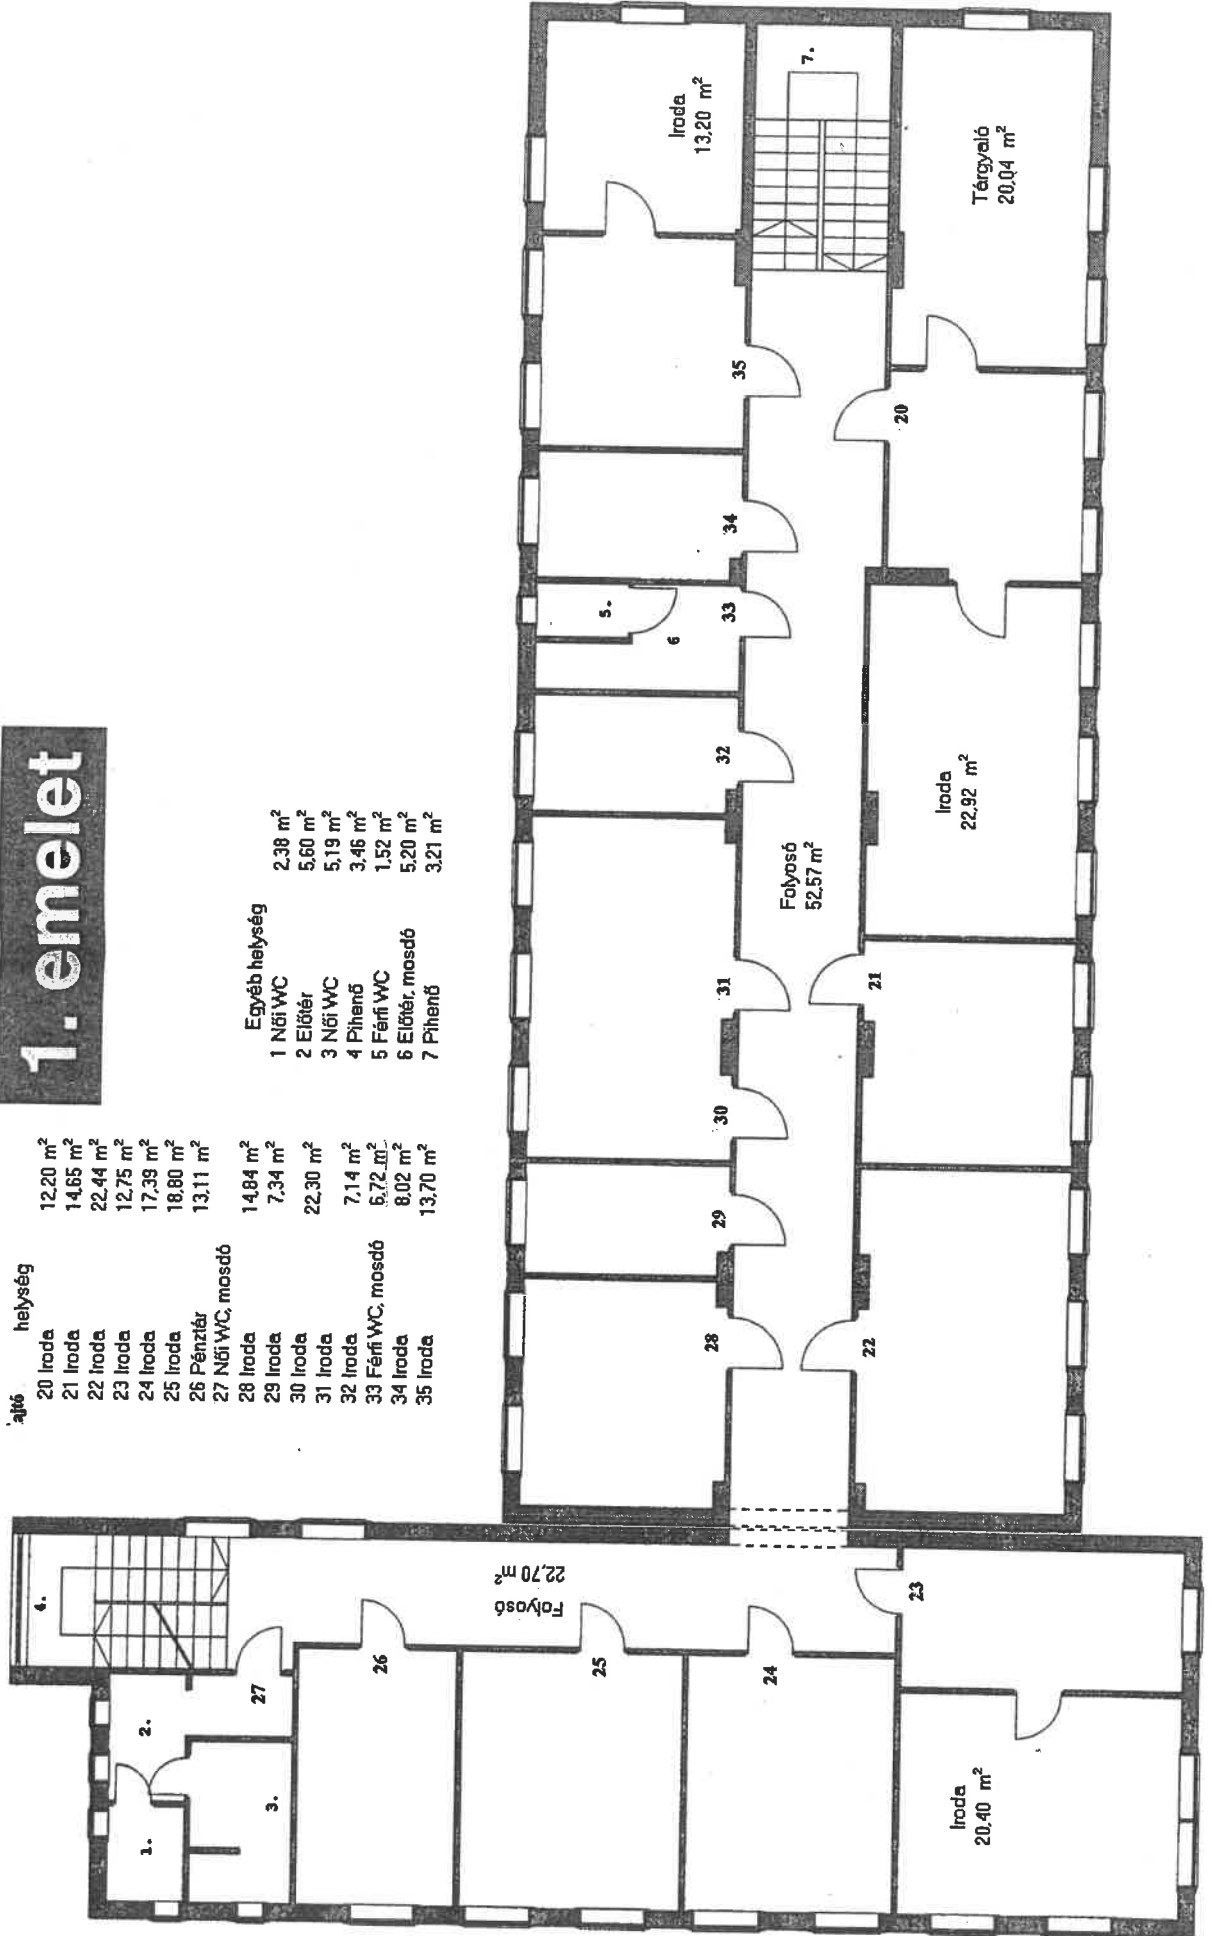 1. emelet
ajtó helység
20 Iroda 12,20 m²
21 Iroda 14,65 m²
22 Iroda 22,44 m²
23 Iroda 12,75 m²
24 Iroda 17,39 m²
25 Iroda 18,80 m²
26 Pénztár 13,11 m²
27 Női WC, mosdó
28 Iroda 14,84 m²
29 Iroda 7,34 m²
30 Iroda
31 Iroda 22,30 m²
32 Iroda 7,14 m²
33 Férfi WC, mosdó 6,72 m²
34 Iroda 8,02 m²
35 Iroda 13,70 m²
Egyéb helység
1 Női WC 2,38 m²
2 Előtér 5,60 m²
3 Női WC 5,19 m²
4 Pihenő 3,46 m²
5 Férfi WC 1,52 m²
6 Előtér, mosdó 5,20 m²
7 Pihenő 3,21 m²
4.
2.
1.
3.
27
26
25
24
23
Folyosó
22,70 m²
Iroda
20,40 m²
28
29
30
31
32
33
34
35
5.
6
7.
Iroda
13,20 m²
Folyosó
52,57 m²
22
21
20
Iroda
22,92 m²
Tárgyaló
20,04 m²